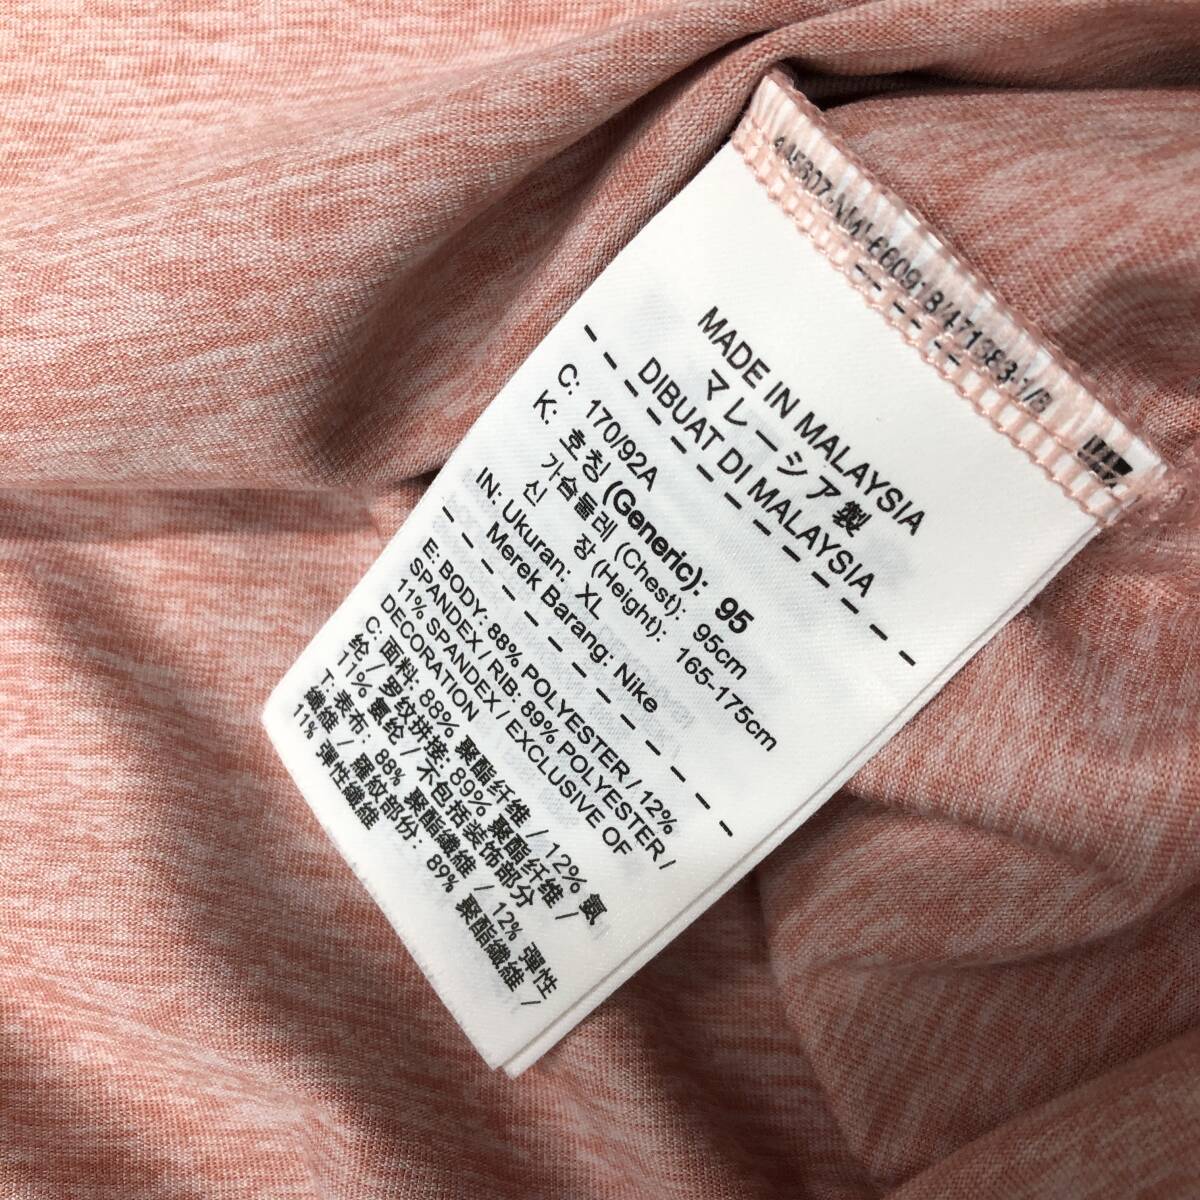 MADE IN MALAYSIA
マレーシア製
DIBUAT DI MALAYSIA
C: 170/92A
K: 호칭 (Generic): 95
가슴둘레 (Chest): 95cm
신 장 (Height): 165-175cm
IN: Ukuran: XL
Merek Barang: Nike
E:BODY: 88% POLYESTER / 12%
SPANDEX / RIB: 89% POLYESTER /
11% SPANDEX / EXCLUSIVE OF
DECORATION
C: 面料: 88% 聚酯纤维 / 12% 氨
纶 / 罗纹拼接: 89% 聚酯纤维 /
11% 氨纶 / 不包括装饰部分
T: 表布: 88% 聚酯纖維 / 12% 彈性
纖維 / 羅紋部份: 89% 聚酯纖維 /
11% 彈性纖維